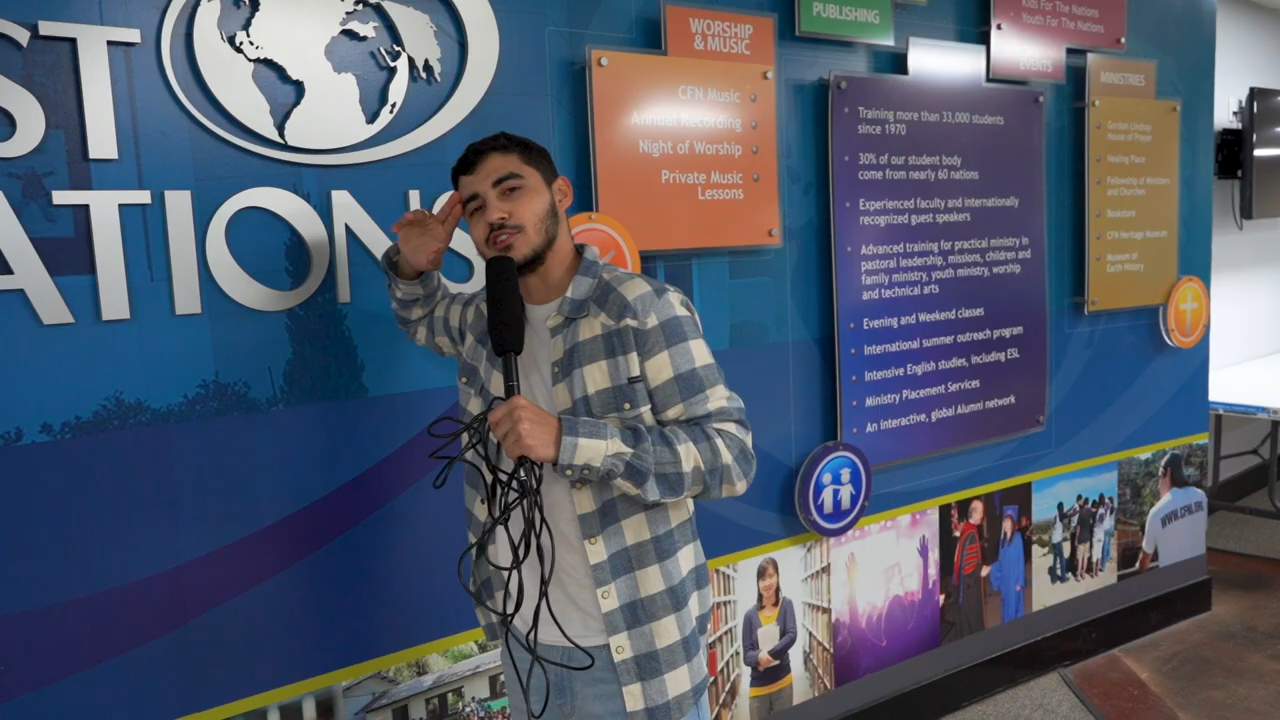 ST
ATIONS
WORSHIP
& MUSIC
CFN Music
Annual Recording
Night of Worship
Private Music
Lessons
PUBLISHING
Kids For The Nations
Youth For The Nations
EVENTS
Training more than 33,000 students
since 1970
30% of our student body
come from nearly 60 nations
Experienced faculty and internationally
recognized guest speakers
Advanced training for practical ministry in
pastoral leadership, missions, children and
family ministry, youth ministry, worship
and technical arts
Evening and Weekend classes
International summer outreach program
Intensive English studies, including ESL
Ministry Placement Services
An interactive, global Alumni network
MINISTRIES
Gordon Lindsay
House of Prayer
Healing Place
Fellowship of Ministers
and Churches
Bookstore
CFN Heritage Museum
Museum of
Earth History
WWW.CFNI.ORG